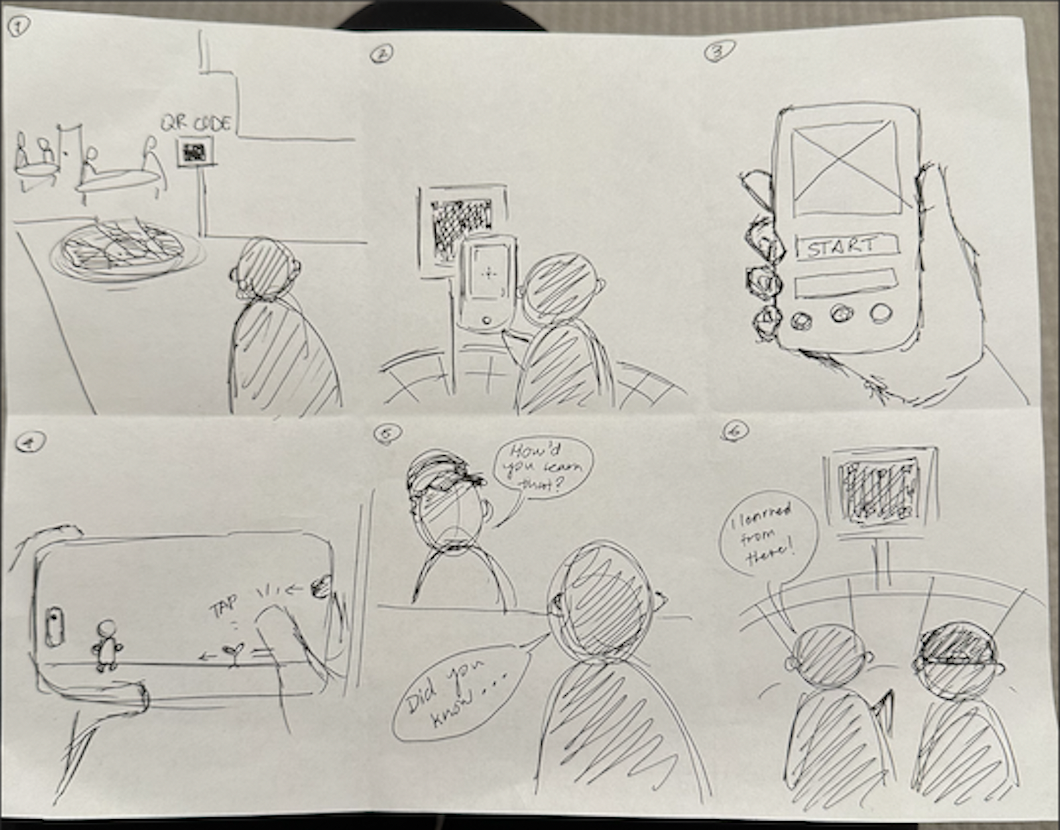 1
QR CODE
2
3
START
4
TAP
5
How'd
you learn
that?
Did you
know...
6
I learned
from
there!